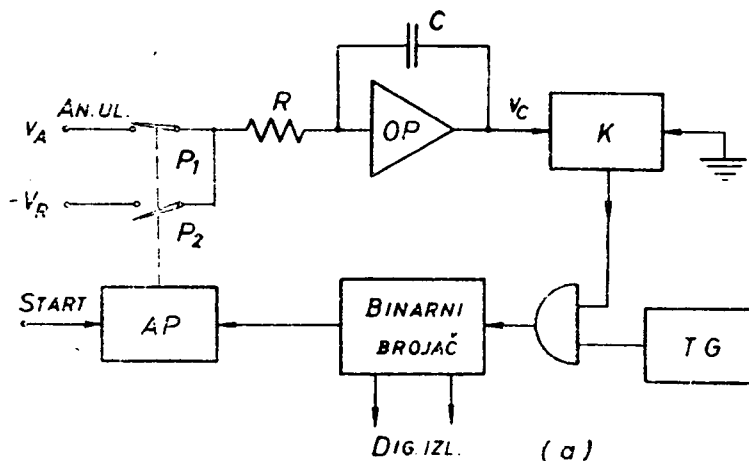 C
AN. UL.
R
V_A
P_1
OP
V_C
K
-V_R
P_2
START
AP
BINARNI
BROJAČ
TG
DIG. IZL.
(a)